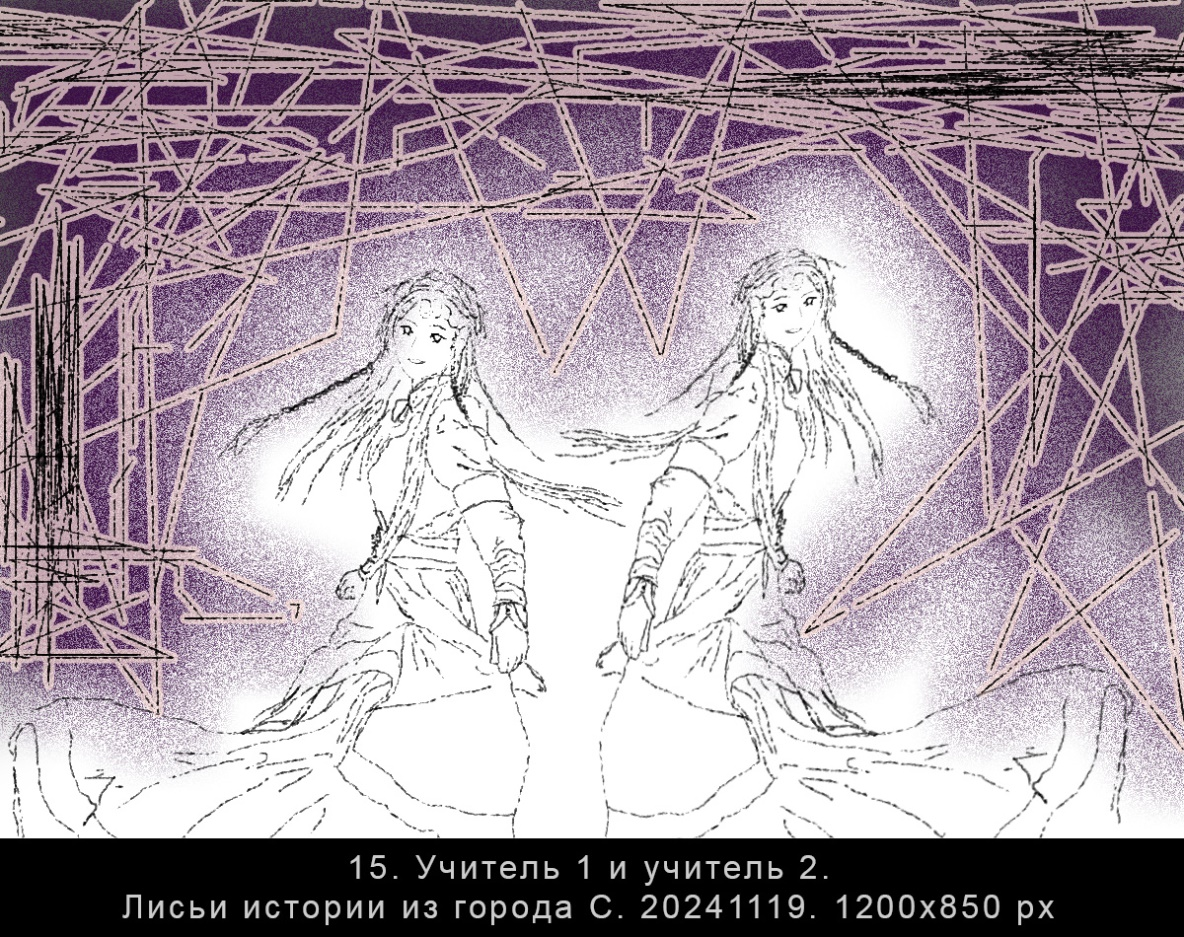 15. Учитель 1 и учитель 2.
Лисьи истории из города С. 20241119. 1200x850 px